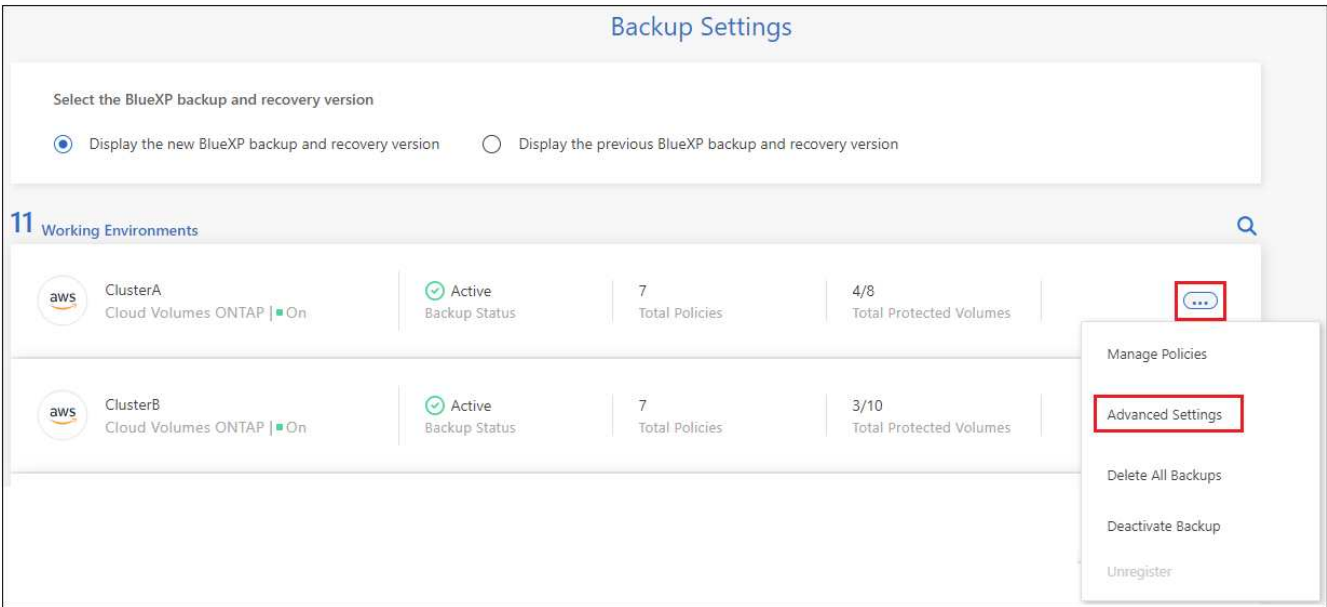 Backup Settings
Select the BlueXP backup and recovery version
Display the new BlueXP backup and recovery version
Display the previous BlueXP backup and recovery version
11 Working Environments
aws
ClusterA
Cloud Volumes ONTAP | On
Active
Backup Status
7
Total Policies
4/8
Total Protected Volumes
...
aws
ClusterB
Cloud Volumes ONTAP | On
Active
Backup Status
7
Total Policies
3/10
Total Protected Volumes
Manage Policies
Advanced Settings
Delete All Backups
Deactivate Backup
Unregister